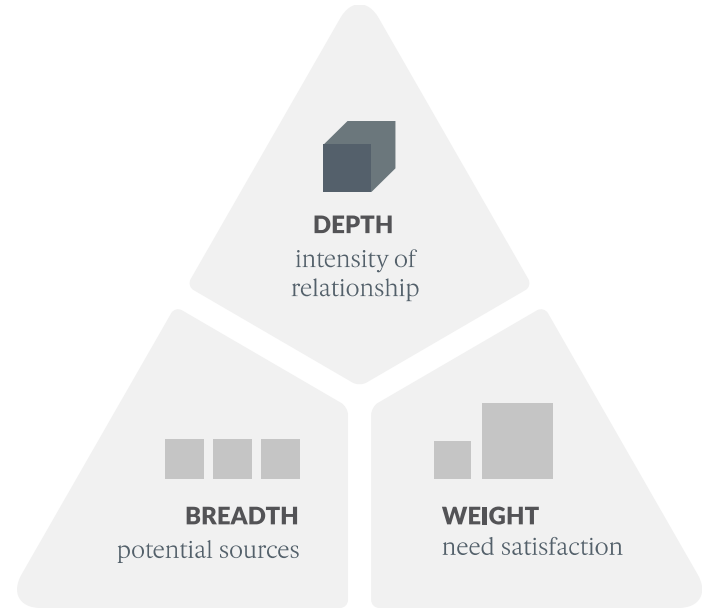 DEPTH
intensity of
relationship
BREADTH
potential sources
WEIGHT
need satisfaction